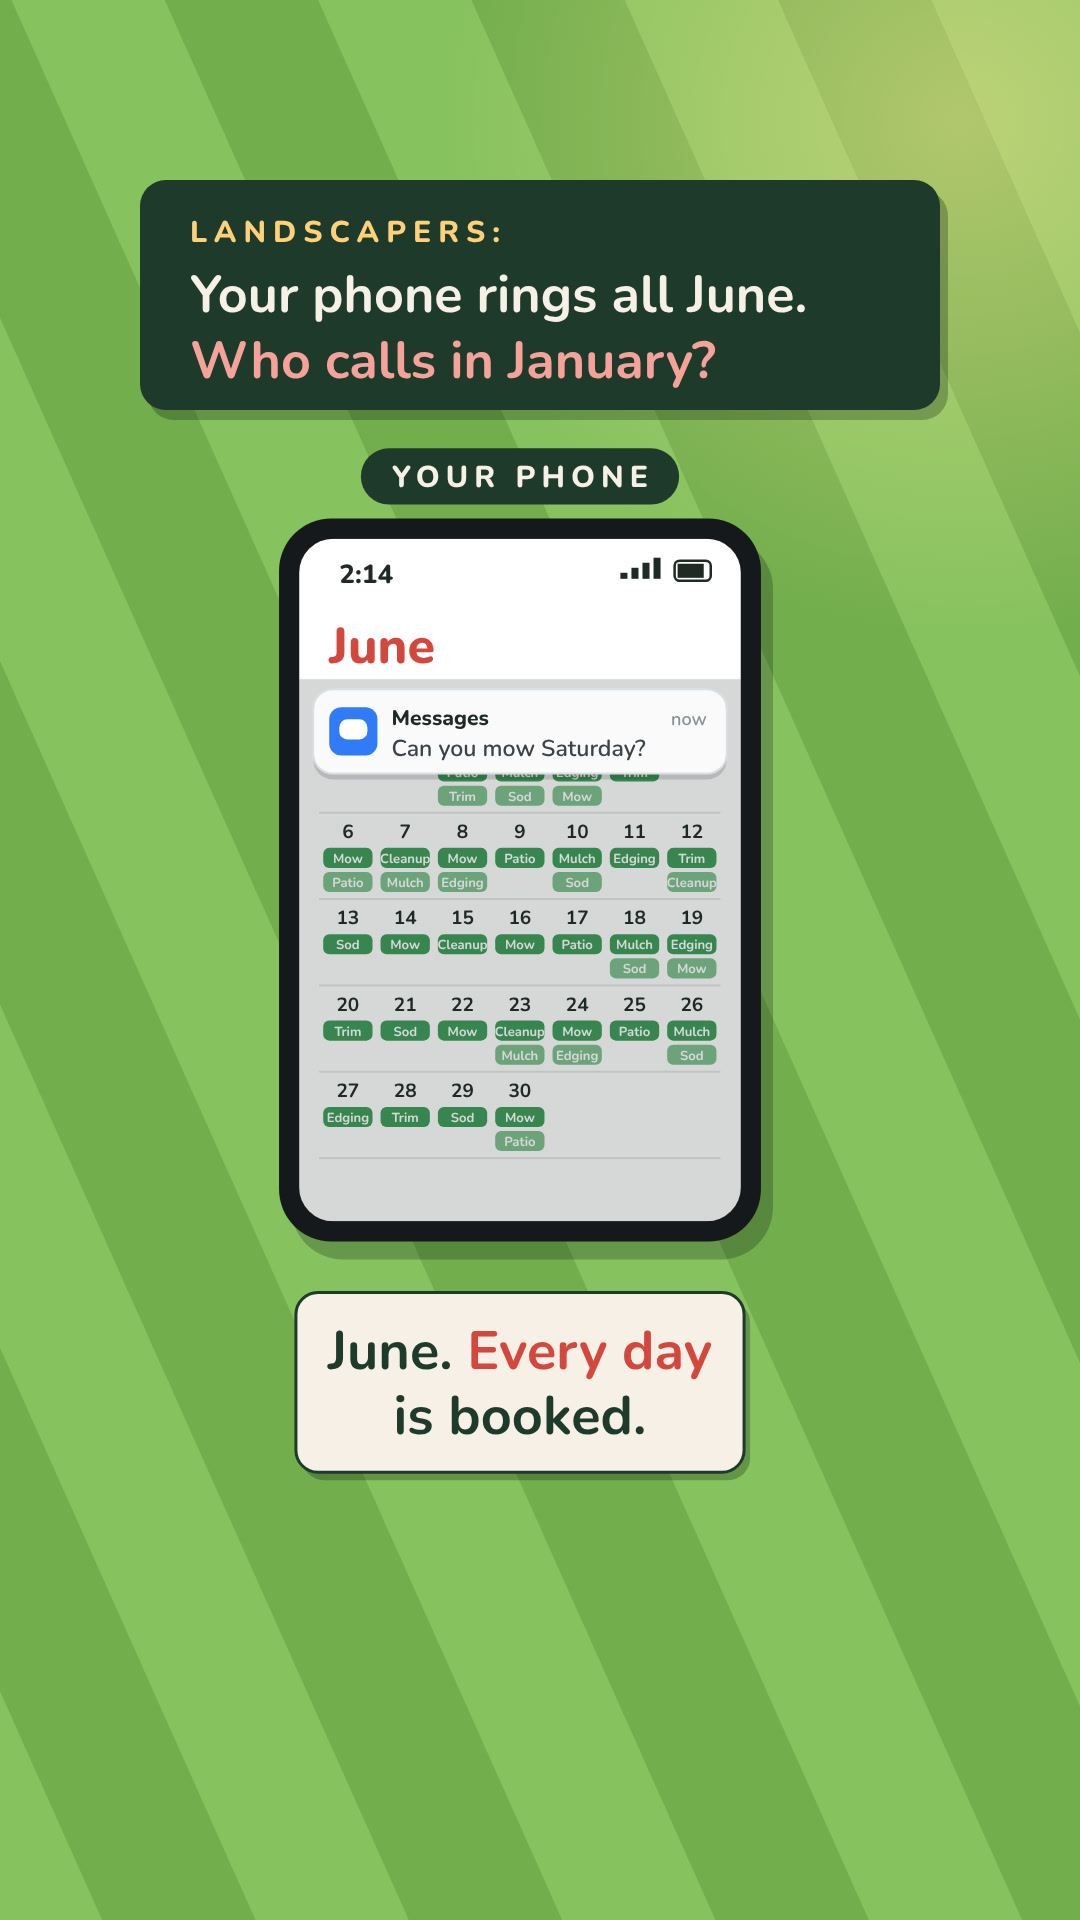 LANDSCAPERS:
Your phone rings all June.
Who calls in January?
YOUR PHONE
2:14
June
Messages now
Can you mow Saturday?
Patio Mulch Edging Trim
Trim Sod Mow
6 7 8 9 10 11 12
Mow Cleanup Mow Patio Mulch Edging Trim
Patio Mulch Edging Sod Cleanup
13 14 15 16 17 18 19
Sod Mow Cleanup Mow Patio Mulch Edging
Sod Mow
20 21 22 23 24 25 26
Trim Sod Mow Cleanup Mow Patio Mulch
Mulch Edging Sod
27 28 29 30
Edging Trim Sod Mow
Patio
June. Every day
is booked.